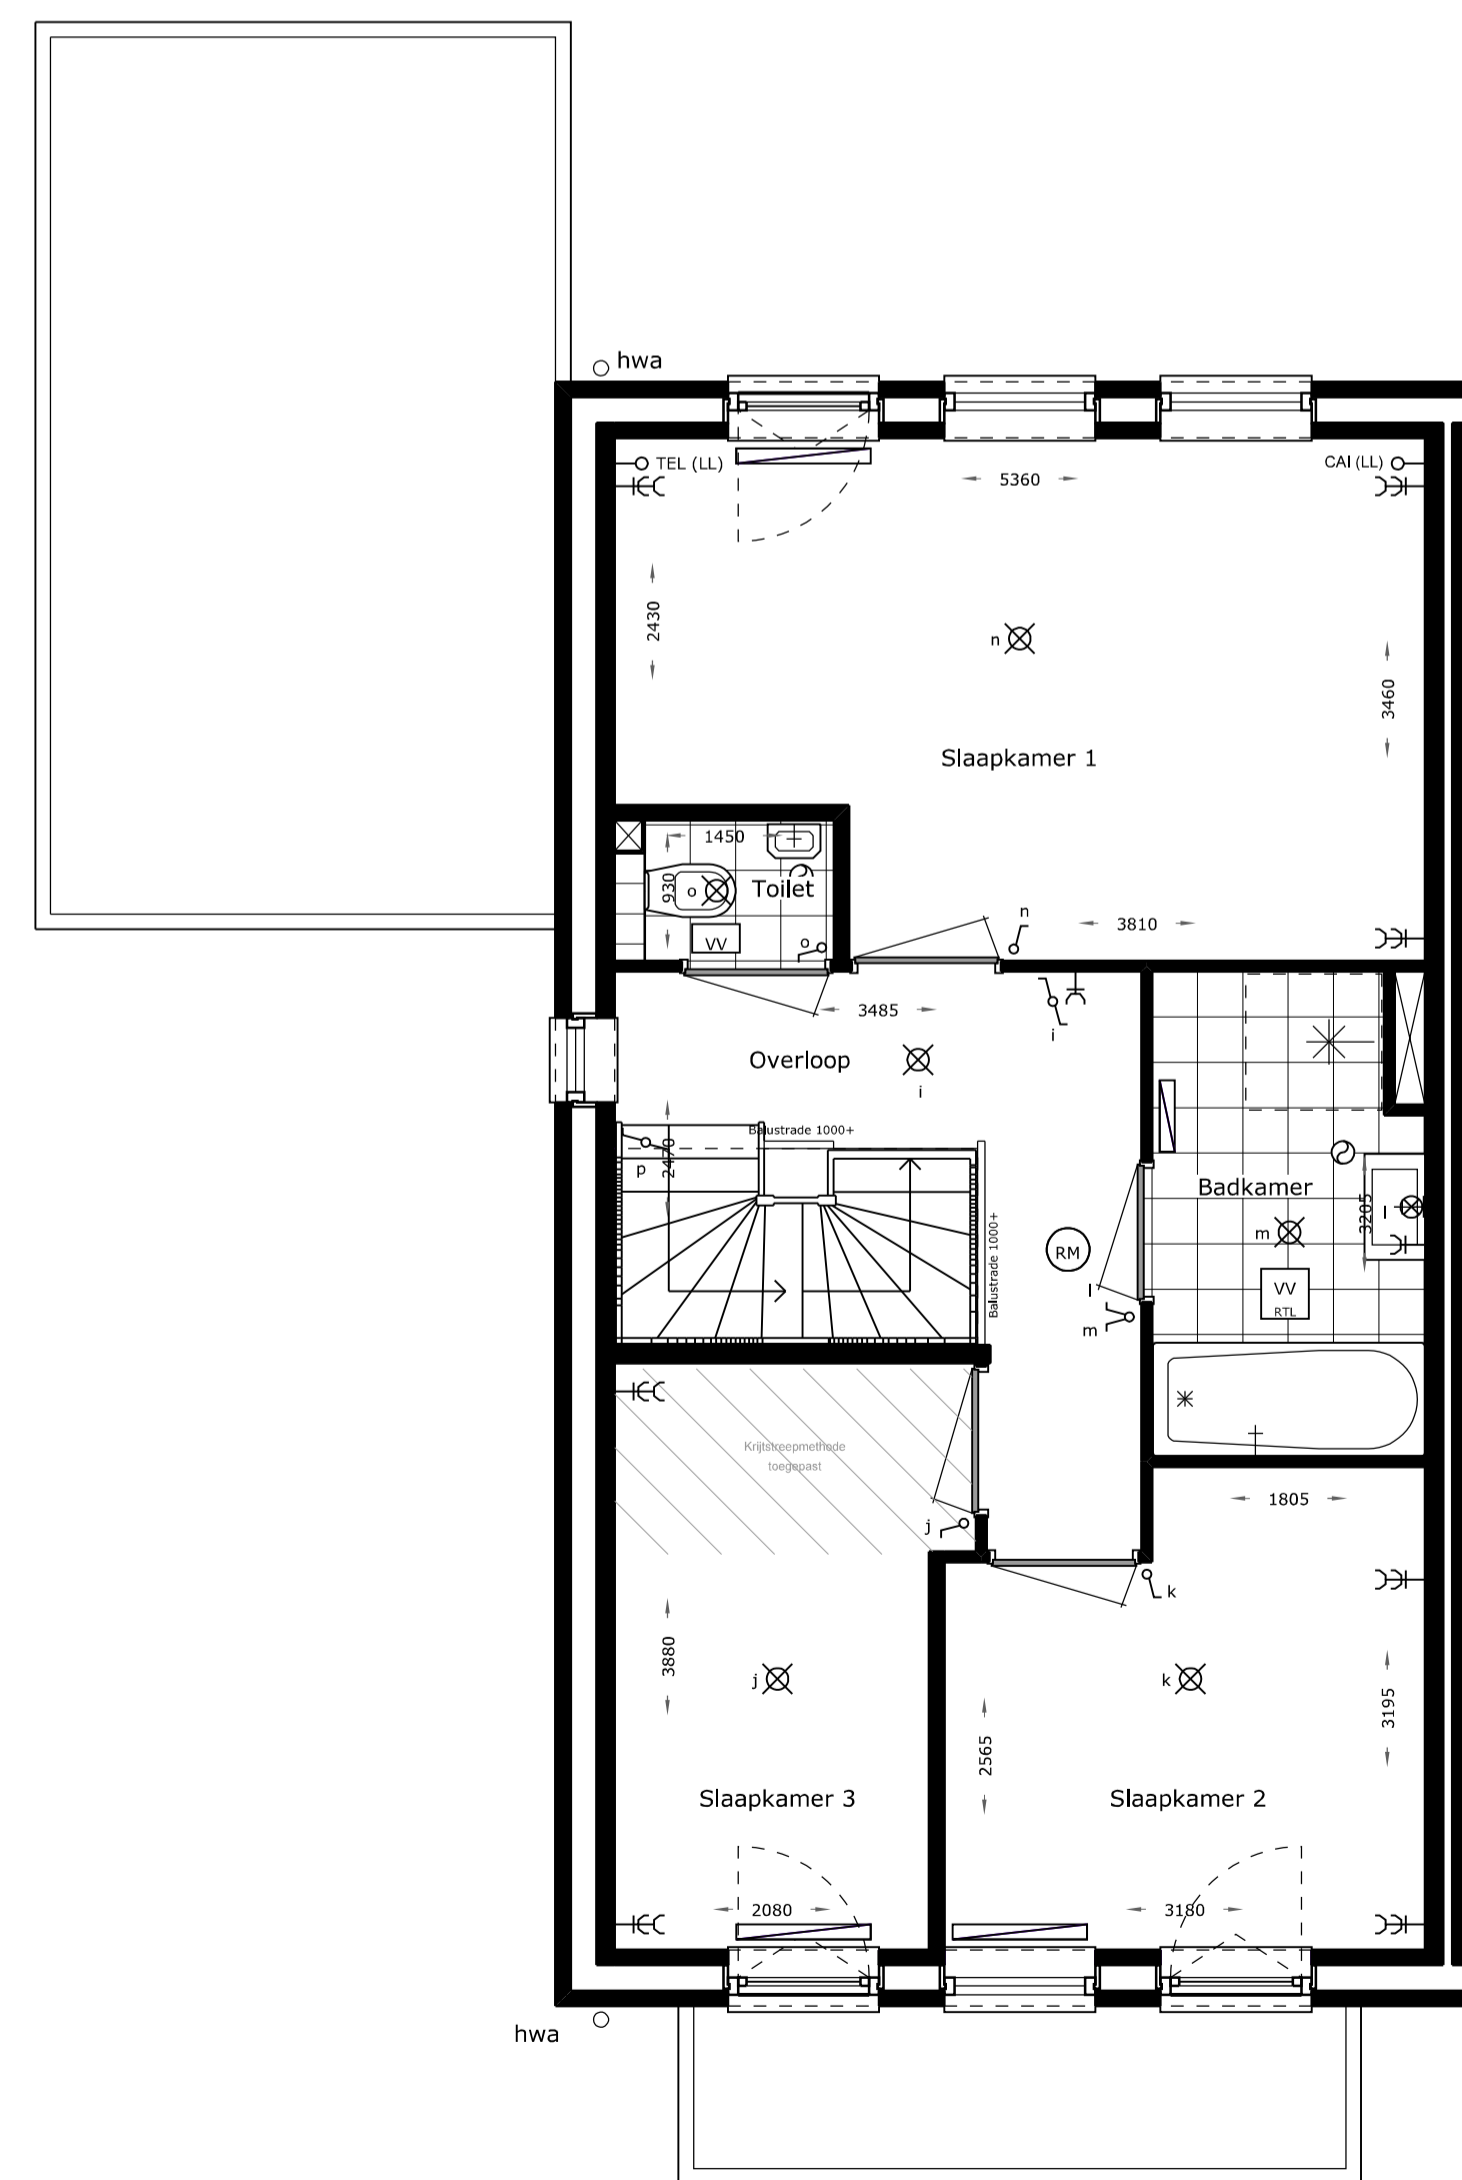 hwa
TEL (LL)
CAI (LL)
5360
2430
n
3460
Slaapkamer 1
1450
930
o
Toilet
VV
o
n
3810
3485
i
Overloop
i
Balustrade 1000+
p
2470
Badkamer
3205
l
m
Balustrade 1000+
RM
VV
RTL
l
m
Krijtstreepmethode
toegepast
1805
j
k
3880
j
k
3195
2565
Slaapkamer 3
Slaapkamer 2
2080
3180
hwa